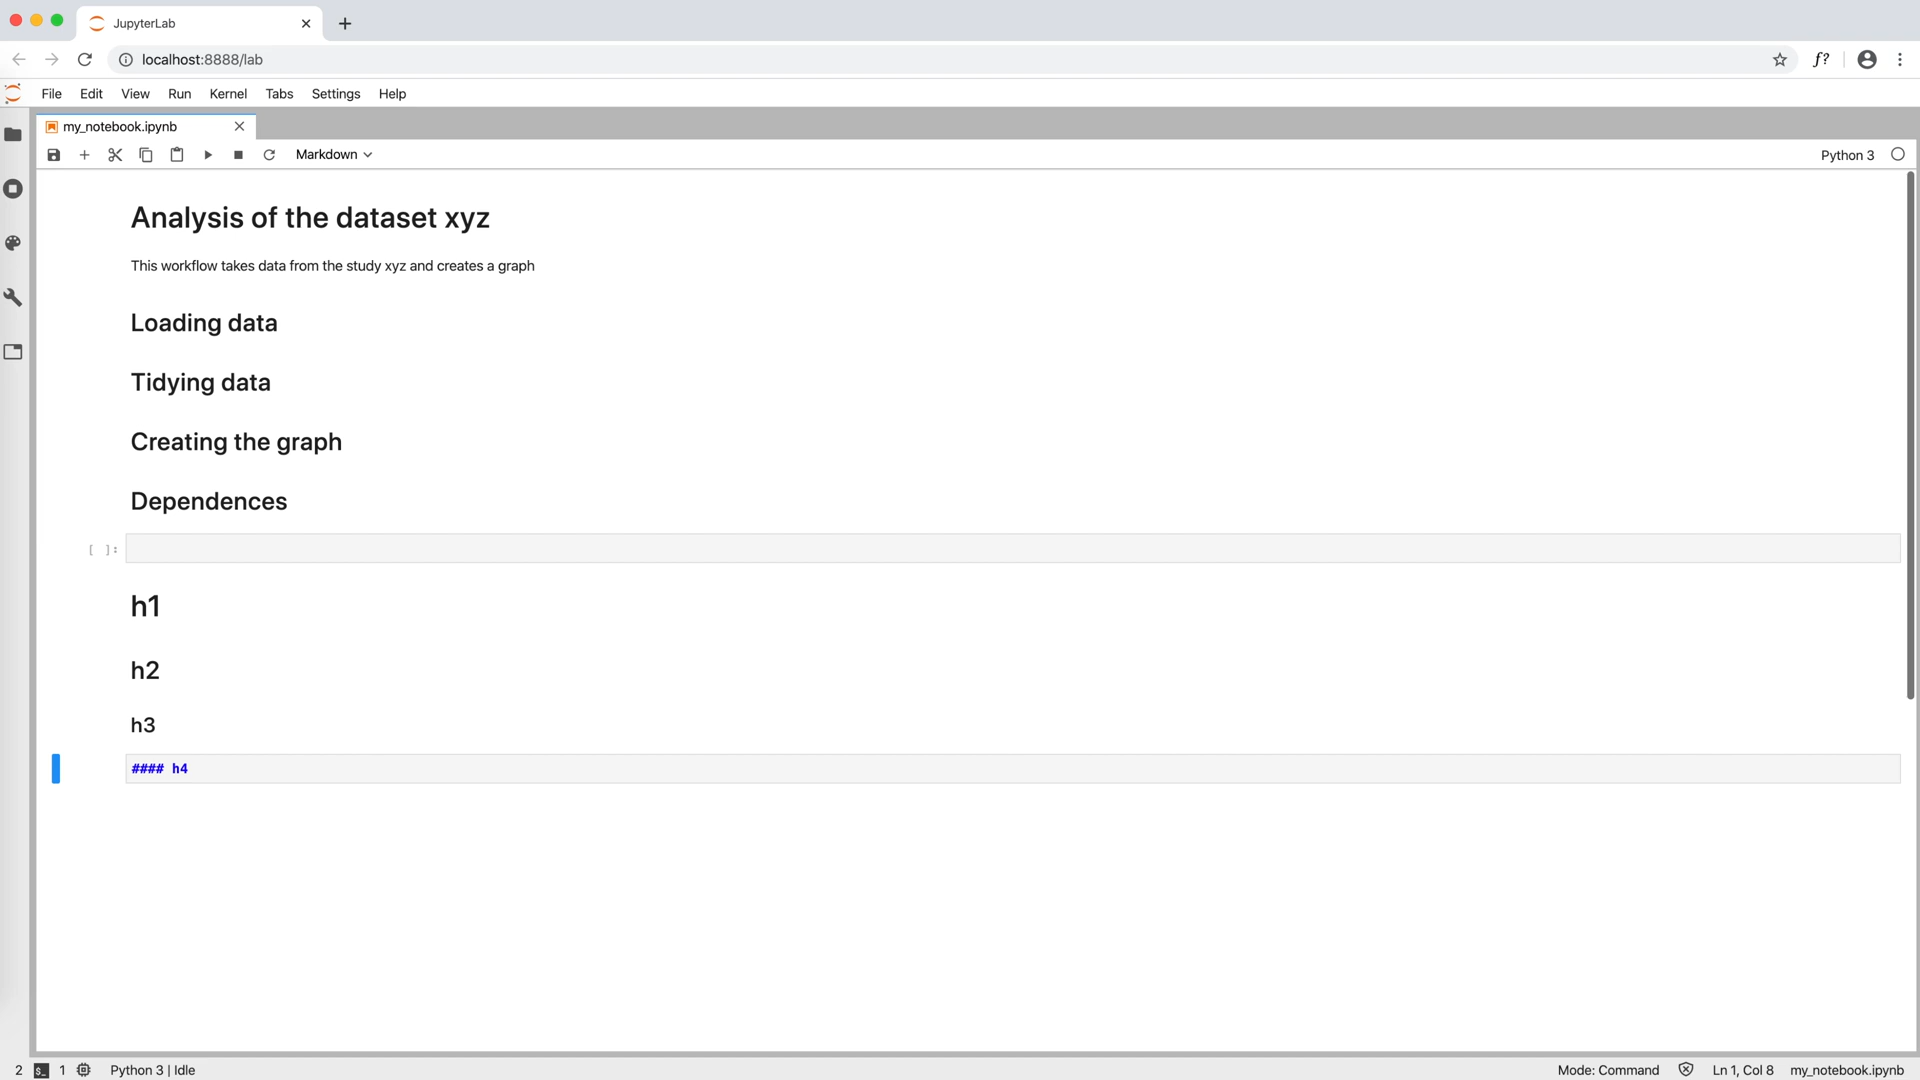 JupyterLab
localhost:8888/lab
f?
File Edit View Run Kernel Tabs Settings Help
my_notebook.ipynb
Markdown
Python 3
Analysis of the dataset xyz
This workflow takes data from the study xyz and creates a graph
Loading data
Tidying data
Creating the graph
Dependences
[ ]:
h1
h2
h3
#### h4
2 $_ 1 Python 3 | Idle Mode: Command Ln 1, Col 8 my_notebook.ipynb